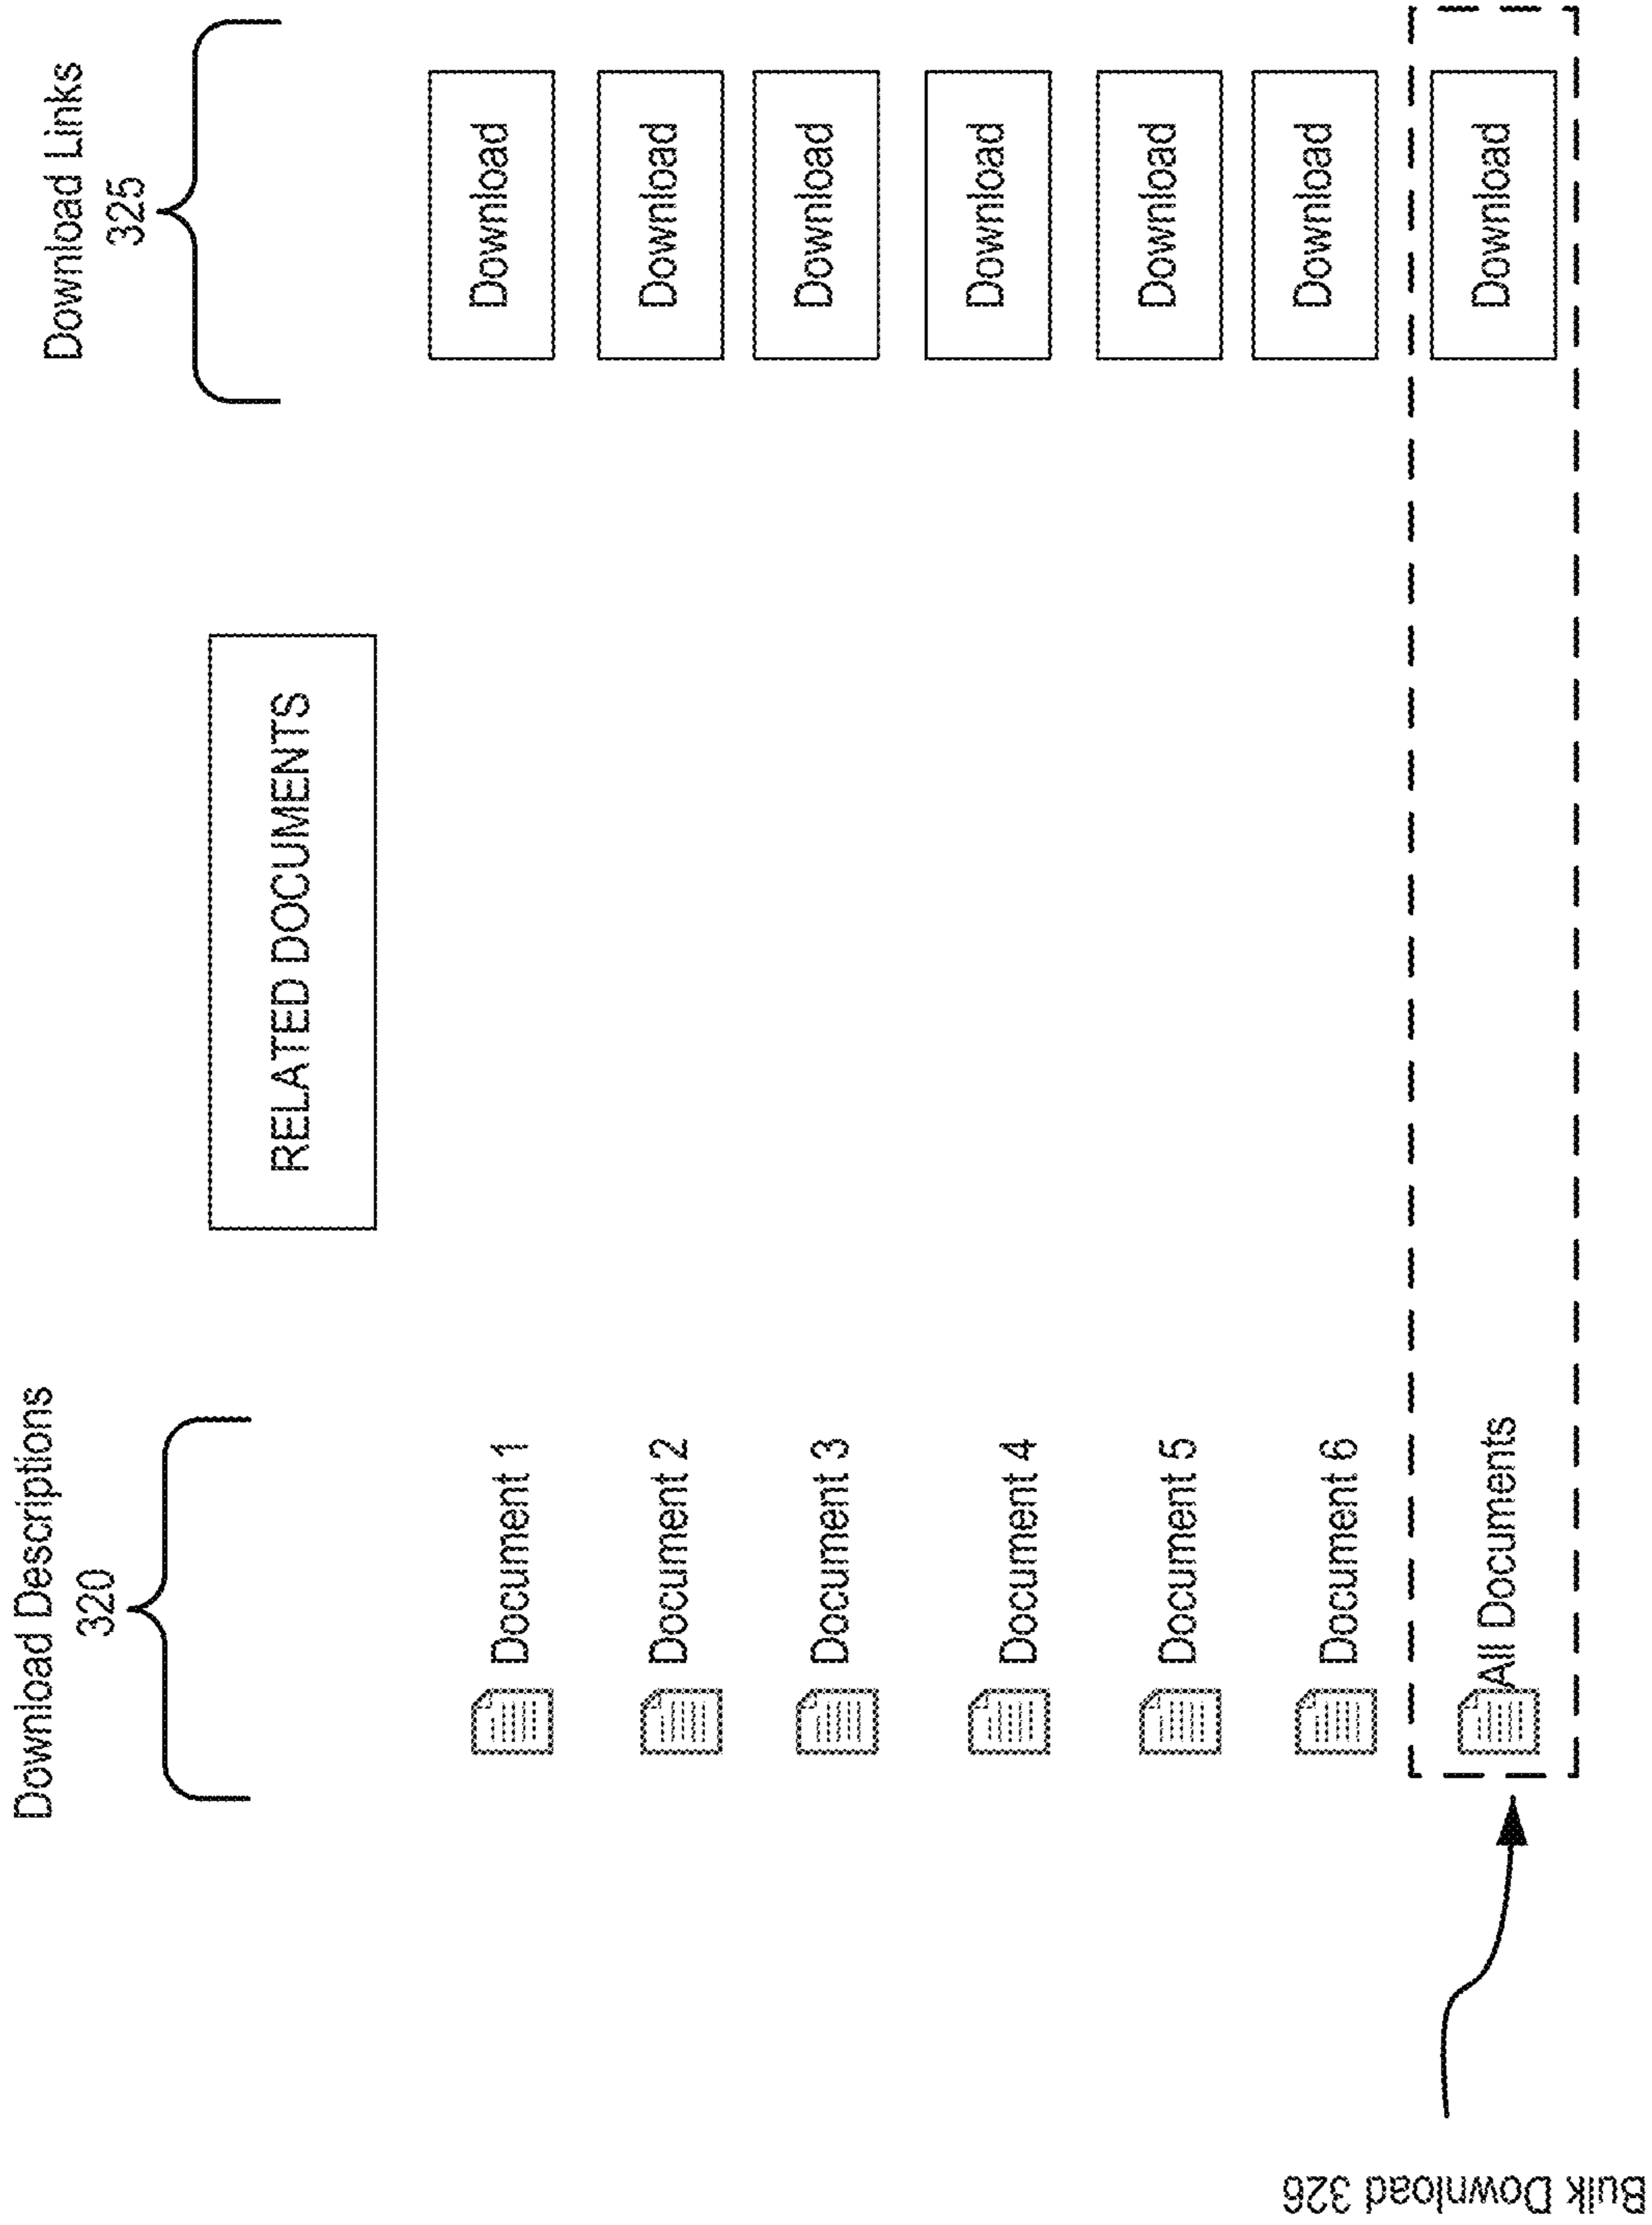 Download Descriptions
320
Download Links
325
RELATED DOCUMENTS
Document 1
Download
Document 2
Download
Document 3
Download
Document 4
Download
Document 5
Download
Document 6
Download
All Documents
Download
Bulk Download 326